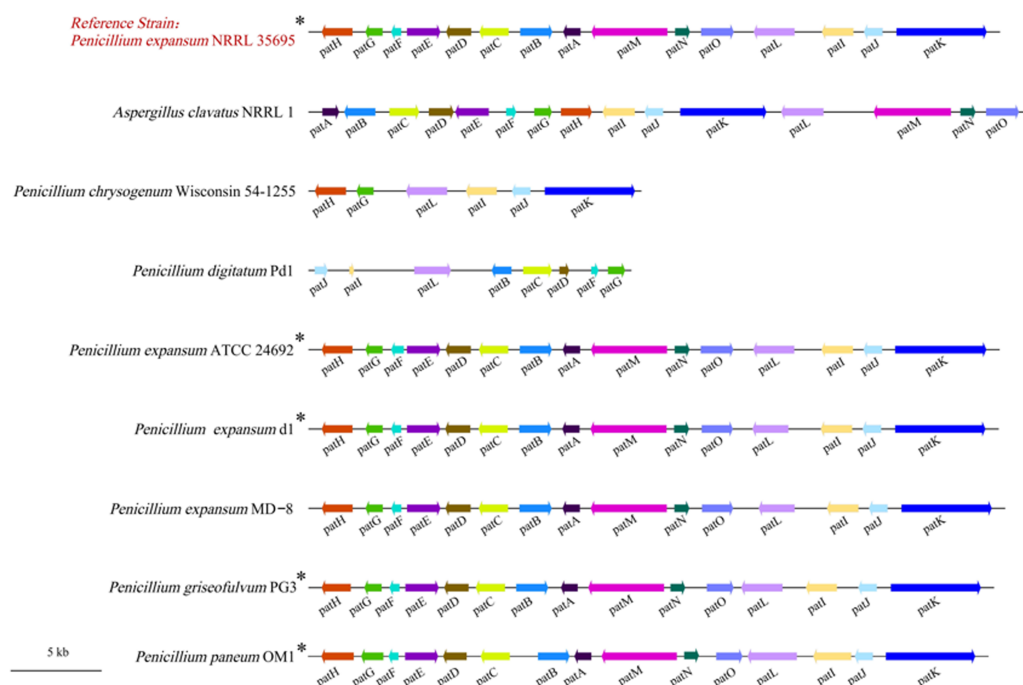 Reference Strain:
*
Penicillium expansum NRRL 35695
patH patG patF patE patD patC patB patA patM patN patO patL patI patJ patK
Aspergillus clavatus NRRL 1
patA patB patC patD patE patF patG patH patI patJ patK patL patM patN patO
Penicillium chrysogenum Wisconsin 54-1255
patH patG patL patI patJ patK
Penicillium digitatum Pd1
patJ patI patL patB patC patD patF patG
Penicillium expansum ATCC 24692 *
patH patG patF patE patD patC patB patA patM patN patO patL patI patJ patK
Penicillium expansum d1 *
patH patG patF patE patD patC patB patA patM patN patO patL patI patJ patK
Penicillium expansum MD-8
patH patG patF patE patD patC patB patA patM patN patO patL patI patJ patK
Penicillium griseofulvum PG3 *
patH patG patF patE patD patC patB patA patM patN patO patL patI patJ patK
5 kb
Penicillium paneum OM1 *
patH patG patF patE patD patC patB patA patM patN patO patL patI patJ patK